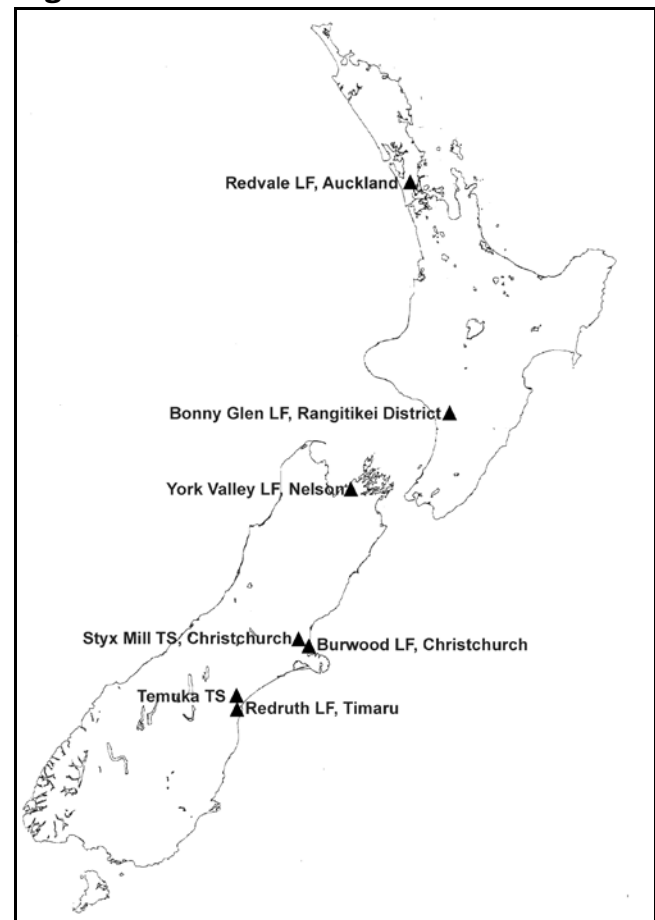 Redvale LF, Auckland
Bonny Glen LF, Rangitikei District
York Valley LF, Nelson
Styx Mill TS, Christchurch
Burwood LF, Christchurch
Temuka TS
Redruth LF, Timaru